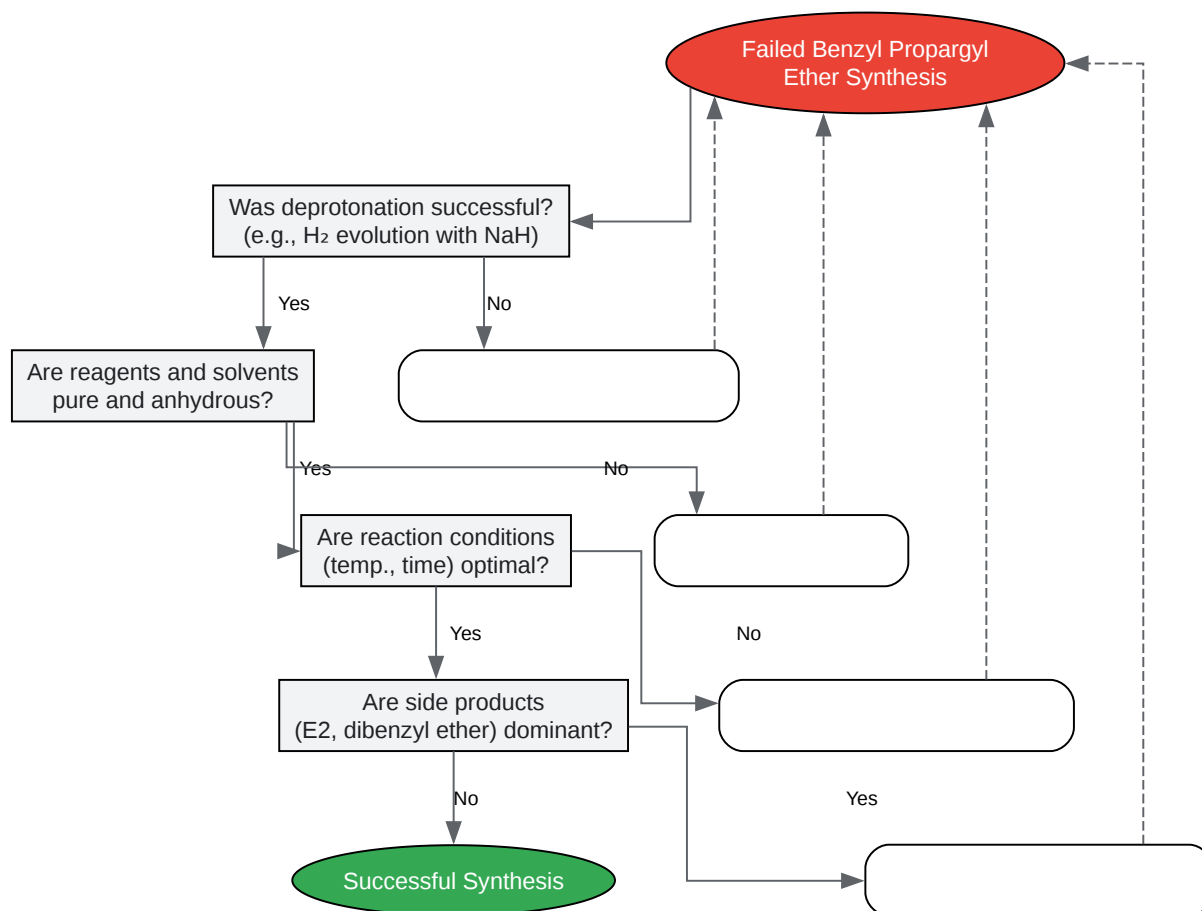 Failed Benzyl Propargyl
Ether Synthesis
Was deprotonation successful?
(e.g., H₂ evolution with NaH)
Yes
No
Are reagents and solvents
pure and anhydrous?
Yes
No
Are reaction conditions
(temp., time) optimal?
Yes
No
Are side products
(E2, dibenzyl ether) dominant?
No
Yes
Successful Synthesis